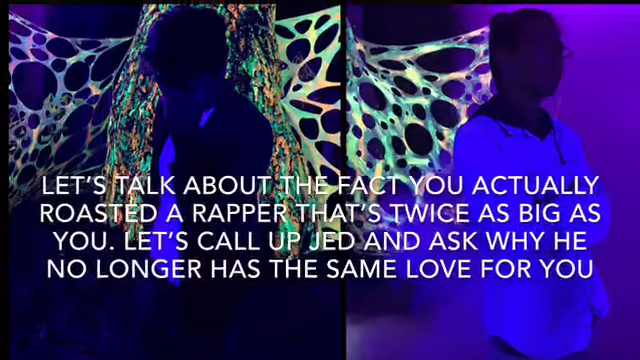 LET'S TALK ABOUT THE FACT YOU ACTUALLY
ROASTED A RAPPER THAT'S TWICE AS BIG AS
YOU. LET'S CALL UP JED AND ASK WHY HE
NO LONGER HAS THE SAME LOVE FOR YOU